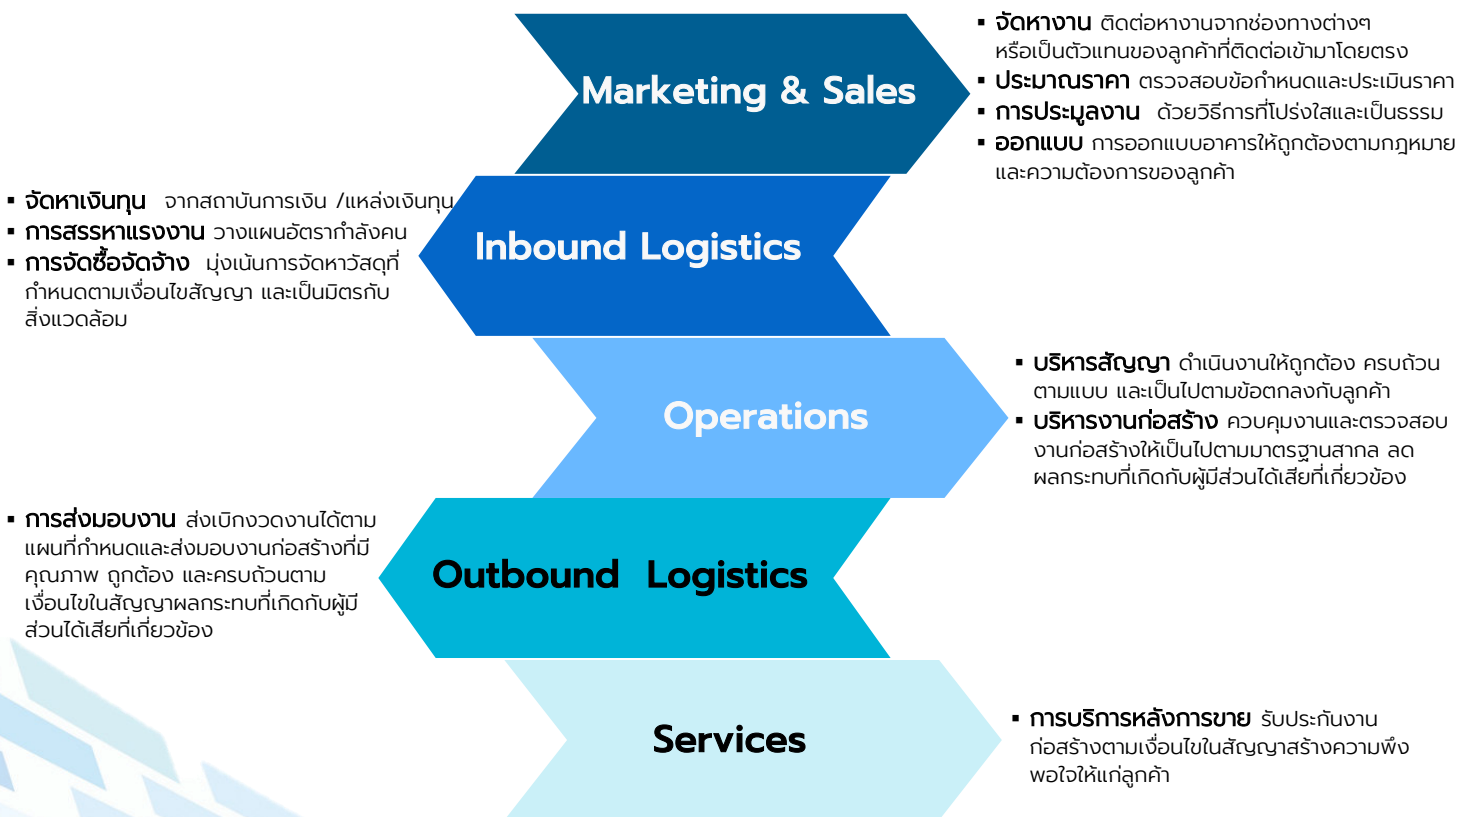 Marketing & Sales
▪ จัดหางาน ติดต่อหางานจากช่องทางต่างๆ
หรือเป็นตัวแทนของลูกค้าที่ติดต่อเข้ามาโดยตรง
▪ ประมาณราคา ตรวจสอบข้อกำหนดและประเมินราคา
▪ การประมูลงาน ด้วยวิธีการที่โปร่งใสและเป็นธรรม
▪ ออกแบบ การออกแบบอาคารให้ถูกต้องตามกฎหมาย
และความต้องการของลูกค้า
▪ จัดหาเงินทุน จากสถาบันการเงิน /แหล่งเงินทุน
▪ การสรรหาแรงงาน วางแผนอัตรากำลังคน
▪ การจัดซื้อจัดจ้าง มุ่งเน้นการจัดหาวัสดุที่
กำหนดตามเงื่อนไขสัญญา และเป็นมิตรกับ
สิ่งแวดล้อม
Inbound Logistics
Operations
▪ บริหารสัญญา ดำเนินงานให้ถูกต้อง ครบถ้วน
ตามแบบ และเป็นไปตามข้อตกลงกับลูกค้า
▪ บริหารงานก่อสร้าง ควบคุมงานและตรวจสอบ
งานก่อสร้างให้เป็นไปตามมาตรฐานสากล ลด
ผลกระทบที่เกิดกับผู้มีส่วนได้เสียที่เกี่ยวข้อง
▪ การส่งมอบงาน ส่งเบิกงวดงานได้ตาม
แผนที่กำหนดและส่งมอบงานก่อสร้างที่มี
คุณภาพ ถูกต้อง และครบถ้วนตาม
เงื่อนไขในสัญญาผลกระทบที่เกิดกับผู้มี
ส่วนได้เสียที่เกี่ยวข้อง
Outbound Logistics
Services
▪ การบริการหลังการขาย รับประกันงาน
ก่อสร้างตามเงื่อนไขในสัญญาสร้างความพึง
พอใจให้แก่ลูกค้า